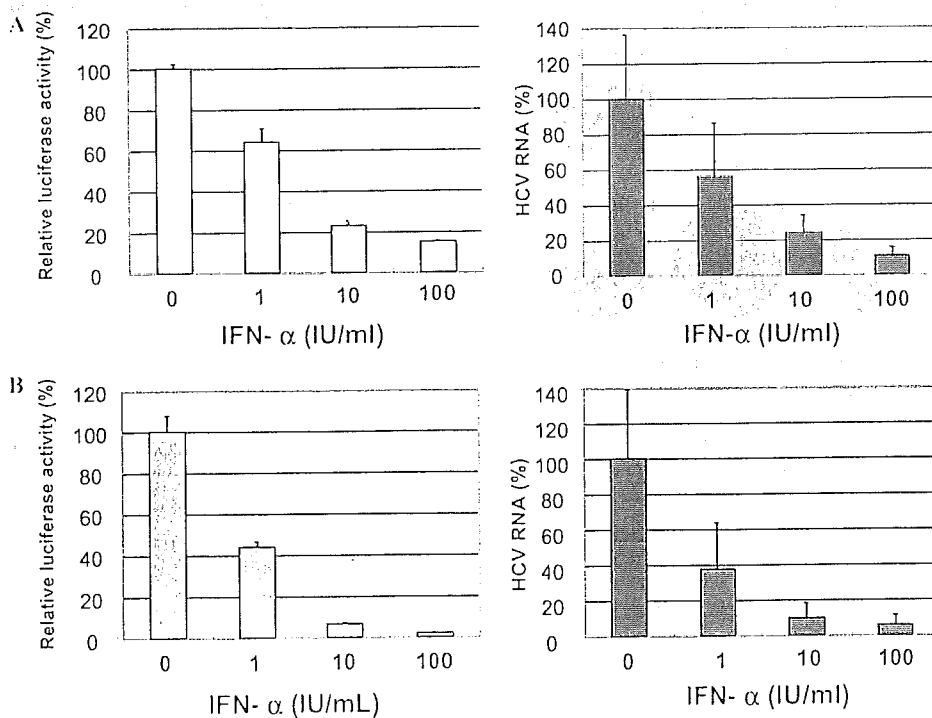 A
Relative luciferase activity (%)
120
100
80
60
40
20
0
0 1 10 100
IFN- α (IU/ml)
HCV RNA (%)
140
120
100
80
60
40
20
0
0 1 10 100
IFN- α (IU/ml)
B
Relative luciferase activity (%)
120
100
80
60
40
20
0
0 1 10 100
IFN- α (IU/mL)
HCV RNA (%)
140
120
100
80
60
40
20
0
0 1 10 100
IFN- α (IU/ml)